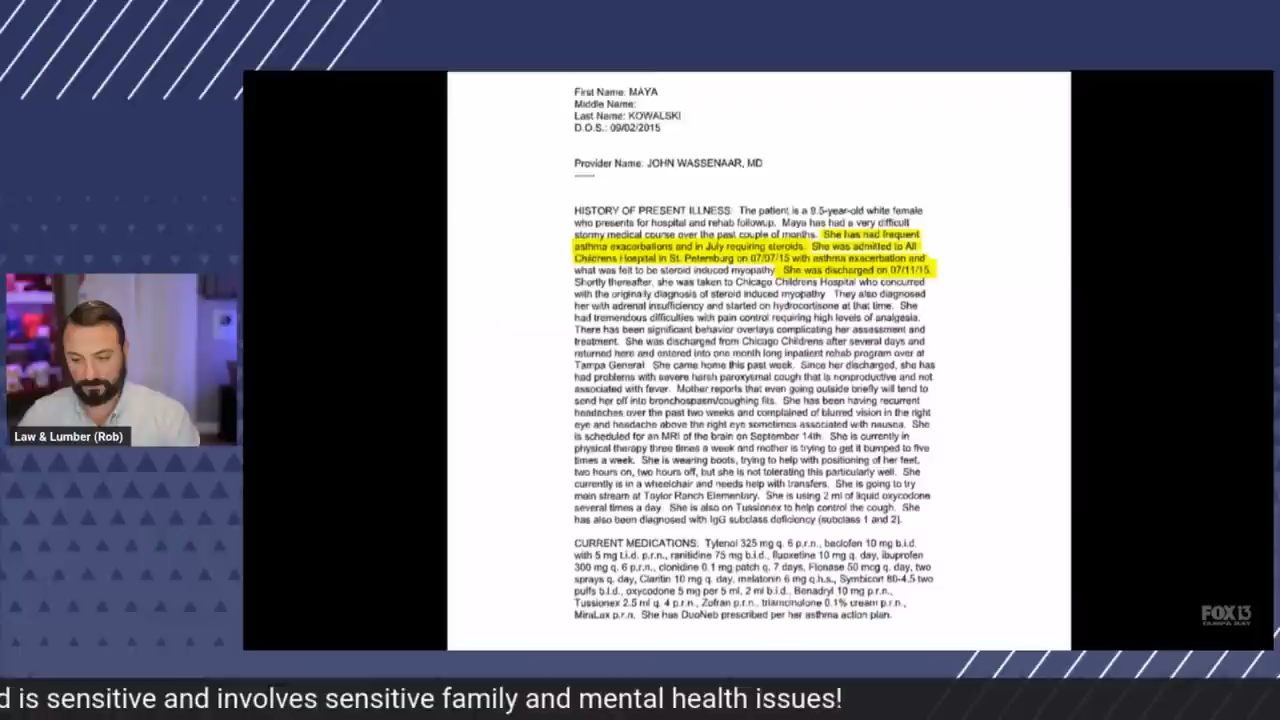 First Name: MAYA
Middle Name:
Last Name: KOWALSKI
D.O.S.: 09/02/2015
Provider Name: JOHN WASSENAAR, MD
HISTORY OF PRESENT ILLNESS: The patient is a 9.5-year-old white female
who presents for hospital and rehab followup. Maya has had a very difficult
stormy medical course over the past couple of months. She has had frequent
asthma exacerbations and in July requiring steroids. She was admitted to All
Childrens Hospital in St. Petersburg on 07/07/15 with asthma exacerbation and
what was felt to be steroid induced myopathy. She was discharged on 07/11/15.
Shortly thereafter, she was taken to Chicago Childrens Hospital who concurred
with the originally diagnosis of steroid induced myopathy. They also diagnosed
her with adrenal insufficiency and started on hydrocortisone at that time. She
had tremendous difficulties with pain control requiring high levels of analgesia.
There has been significant behavior overlays complicating her assessment and
treatment. She was discharged from Chicago Childrens after several days and
returned here and entered into one month long inpatient rehab program over at
Tampa General. She came home this past week. Since her discharged, she has
had problems with severe harsh paroxysmal cough that is nonproductive and not
associated with fever. Mother reports that even going outside briefly will tend to
send her off into bronchospasm/coughing fits. She has been having recurrent
headaches over the past two weeks and complained of blurred vision in the right
eye and headache above the right eye sometimes associated with nausea. She
is scheduled for an MRI of the brain on September 14th. She is currently in
physical therapy three times a week and mother is trying to get it bumped to five
times a week. She is wearing boots, trying to help with positioning of her feet,
two hours on, two hours off, but she is not tolerating this particularly well. She
currently is in a wheelchair and needs help with transfers. She is going to try
main stream at Taylor Ranch Elementary. She is using 2 ml of liquid oxycodone
several times a day. She is also on Tussionex to help control the cough. She
has also been diagnosed with IgG subclass deficiency (subclass 1 and 2).
CURRENT MEDICATIONS: Tylenol 325 mg q. 6 p.r.n., baclofen 10 mg b.i.d.
with 5 mg t.i.d. p.r.n., ranitidine 75 mg b.i.d., fluoxetine 10 mg q. day, ibuprofen
300 mg q. 6 p.r.n., clonidine 0.1 mg patch q. 7 days, Flonase 50 mcg q. day, two
sprays q. day, Claritin 10 mg q. day, melatonin 6 mg q.h.s., Symbicort 80-4.5 two
puffs b.i.d., oxycodone 5 mg per 5 ml, 2 ml b.i.d., Benadryl 10 mg p.r.n.,
Tussionex 2.5 ml q. 4 p.r.n., Zofran p.r.n., triamcinolone 0.1% cream p.r.n.,
MiraLax p.r.n. She has DuoNeb prescribed per her asthma action plan.
Law & Lumber (Rob)
FOX 13
TAMPA BAY
d is sensitive and involves sensitive family and mental health issues!